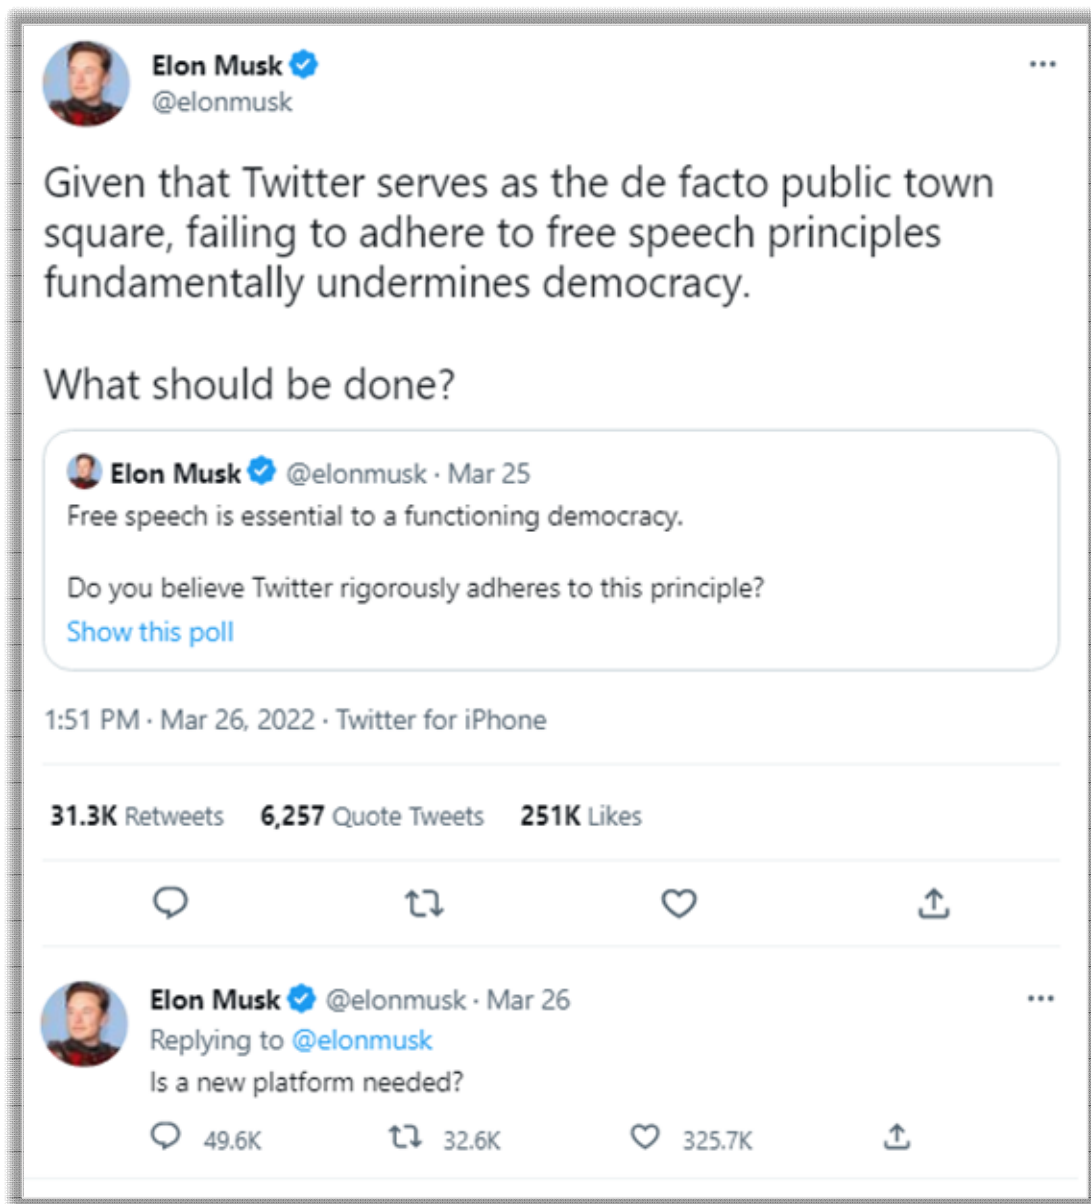 Elon Musk
@elonmusk
Given that Twitter serves as the de facto public town
square, failing to adhere to free speech principles
fundamentally undermines democracy.
What should be done?
Elon Musk @elonmusk · Mar 25
Free speech is essential to a functioning democracy.
Do you believe Twitter rigorously adheres to this principle?
Show this poll
1:51 PM · Mar 26, 2022 · Twitter for iPhone
31.3K Retweets 6,257 Quote Tweets 251K Likes
Elon Musk @elonmusk · Mar 26
Replying to @elonmusk
Is a new platform needed?
49.6K 32.6K 325.7K